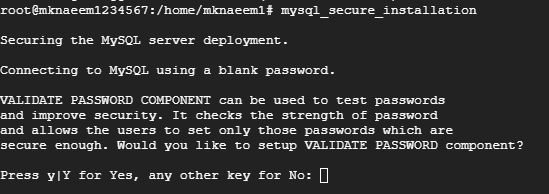 root@mknaeem1234567:/home/mknaeem1# mysql_secure_installation
Securing the MySQL server deployment.
Connecting to MySQL using a blank password.
VALIDATE PASSWORD COMPONENT can be used to test passwords
and improve security. It checks the strength of password
and allows the users to set only those passwords which are
secure enough. Would you like to setup VALIDATE PASSWORD component?
Press y|Y for Yes, any other key for No: